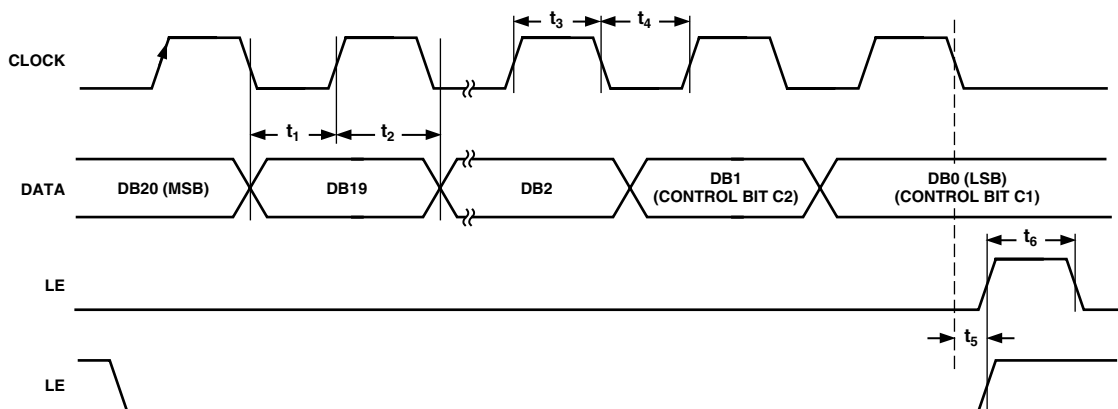 t3
t4
CLOCK
t1
t2
DATA
DB20 (MSB)
DB19
DB2
DB1
(CONTROL BIT C2)
DB0 (LSB)
(CONTROL BIT C1)
t6
LE
t5
LE